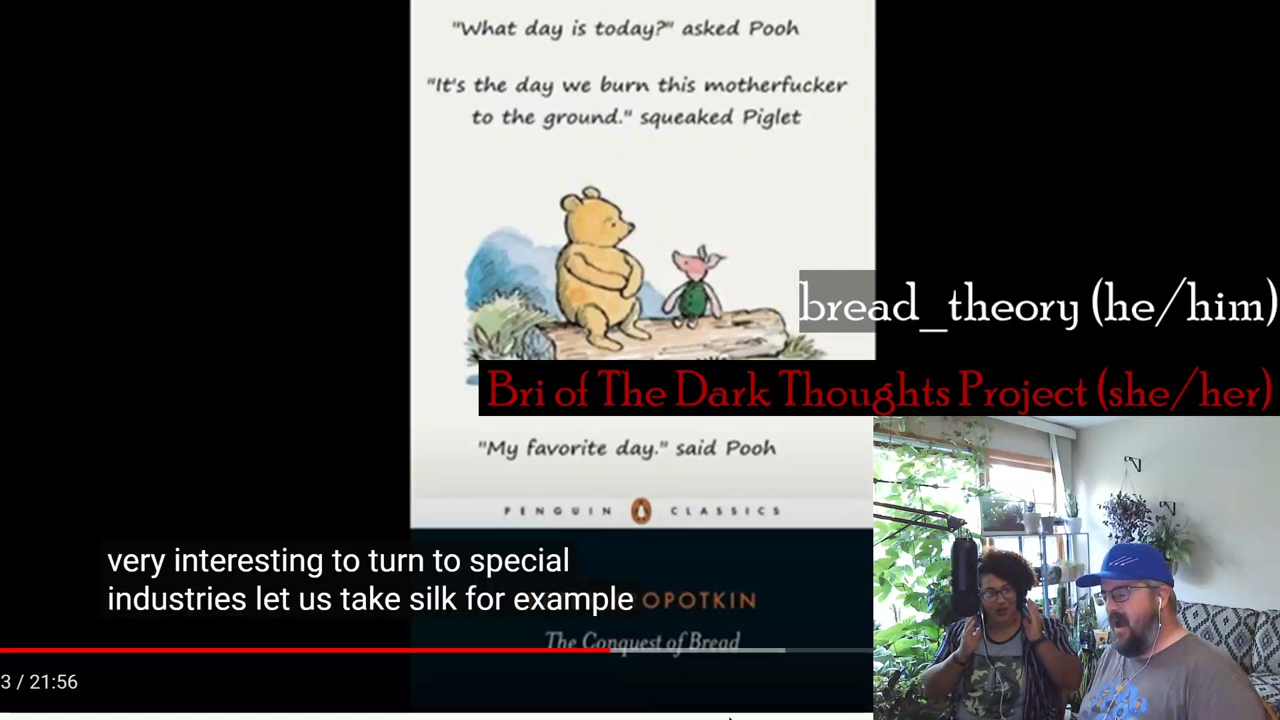 "What day is today?" asked Pooh
"It's the day we burn this motherfucker
to the ground." squeaked Piglet
bread_theory (he/him)
Bri of The Dark Thoughts Project (she/her)
"My favorite day." said Pooh
PENGUIN CLASSICS
very interesting to turn to special
industries let us take silk for example
OPOTKIN
The Conquest of Bread
3 / 21:56